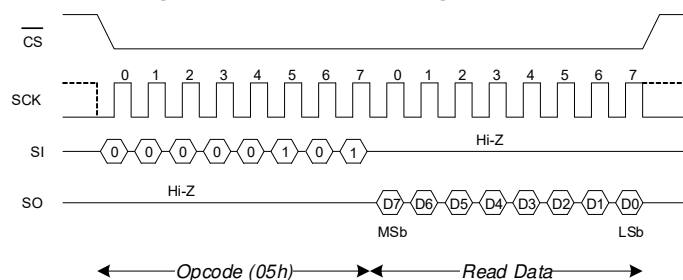 CS
0 1 2 3 4 5 6 7 0 1 2 3 4 5 6 7
SCK
Hi-Z
SI 0 0 0 0 0 1 0 1
Hi-Z
SO D7 D6 D5 D4 D3 D2 D1 D0
MSb LSb
Opcode (05h) Read Data